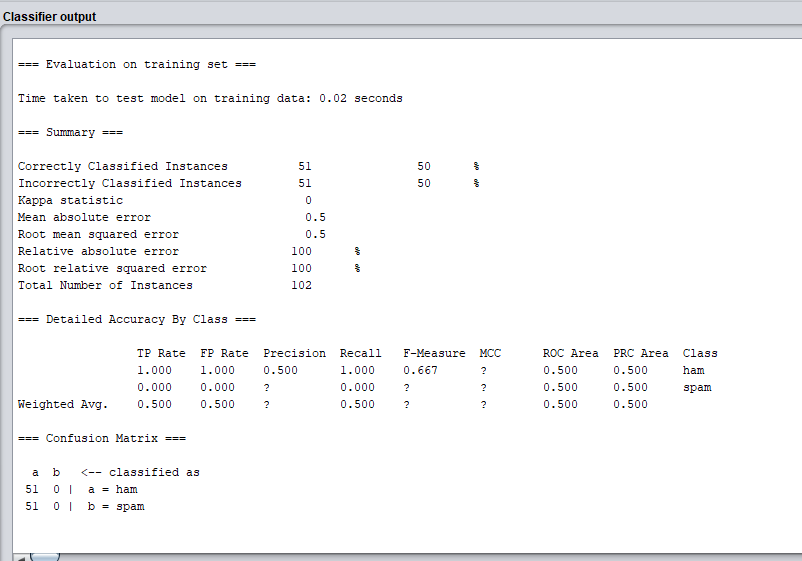 Classifier output
=== Evaluation on training set ===
Time taken to test model on training data: 0.02 seconds
=== Summary ===
Correctly Classified Instances 51 50 %
Incorrectly Classified Instances 51 50 %
Kappa statistic 0
Mean absolute error 0.5
Root mean squared error 0.5
Relative absolute error 100 %
Root relative squared error 100 %
Total Number of Instances 102
=== Detailed Accuracy By Class ===
TP Rate FP Rate Precision Recall F-Measure MCC ROC Area PRC Area Class
1.000 1.000 0.500 1.000 0.667 ? 0.500 0.500 ham
0.000 0.000 ? 0.000 ? ? 0.500 0.500 spam
Weighted Avg. 0.500 0.500 ? 0.500 ? ? 0.500 0.500
=== Confusion Matrix ===
a b <-- classified as
51 0 | a = ham
51 0 | b = spam